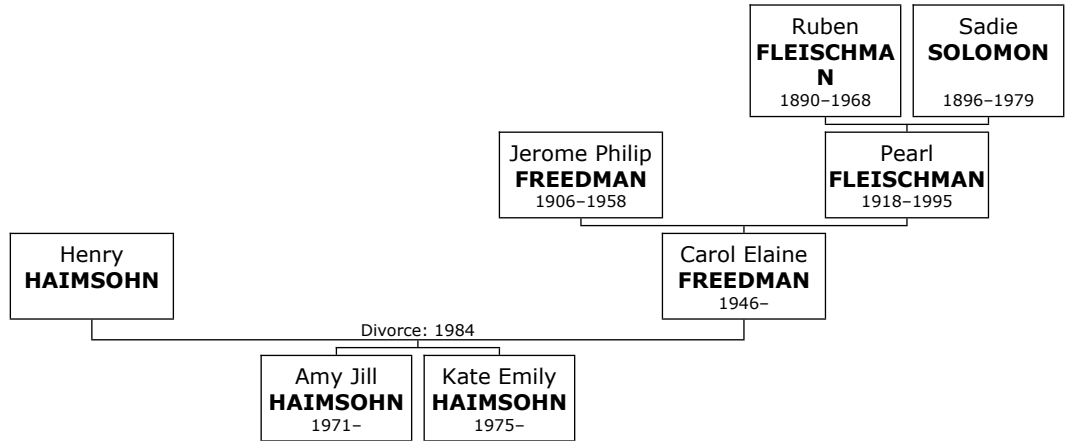 Ruben
FLEISCHMA
N
1890–1968
Sadie
SOLOMON
1896–1979
Jerome Philip
FREEDMAN
1906–1958
Pearl
FLEISCHMAN
1918–1995
Henry
HAIMSOHN
Carol Elaine
FREEDMAN
1946–
Divorce: 1984
Amy Jill
HAIMSOHN
1971–
Kate Emily
HAIMSOHN
1975–